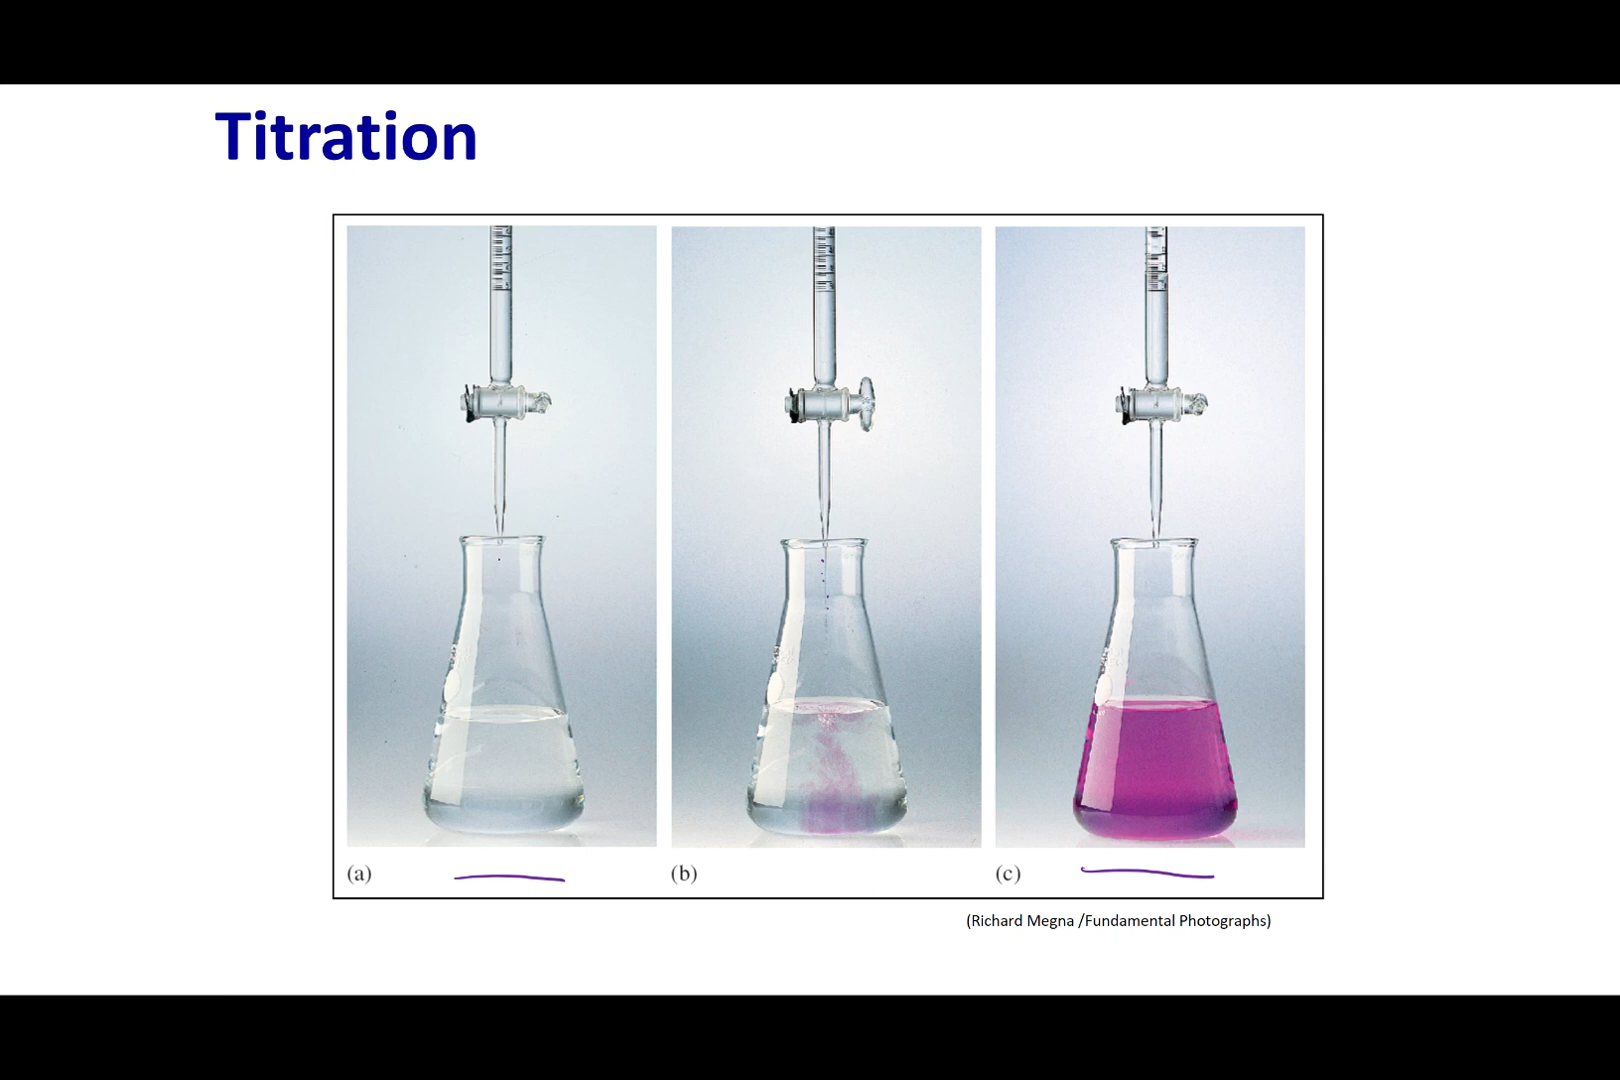 Titration
(a)
(b)
(c)
(Richard Megna /Fundamental Photographs)